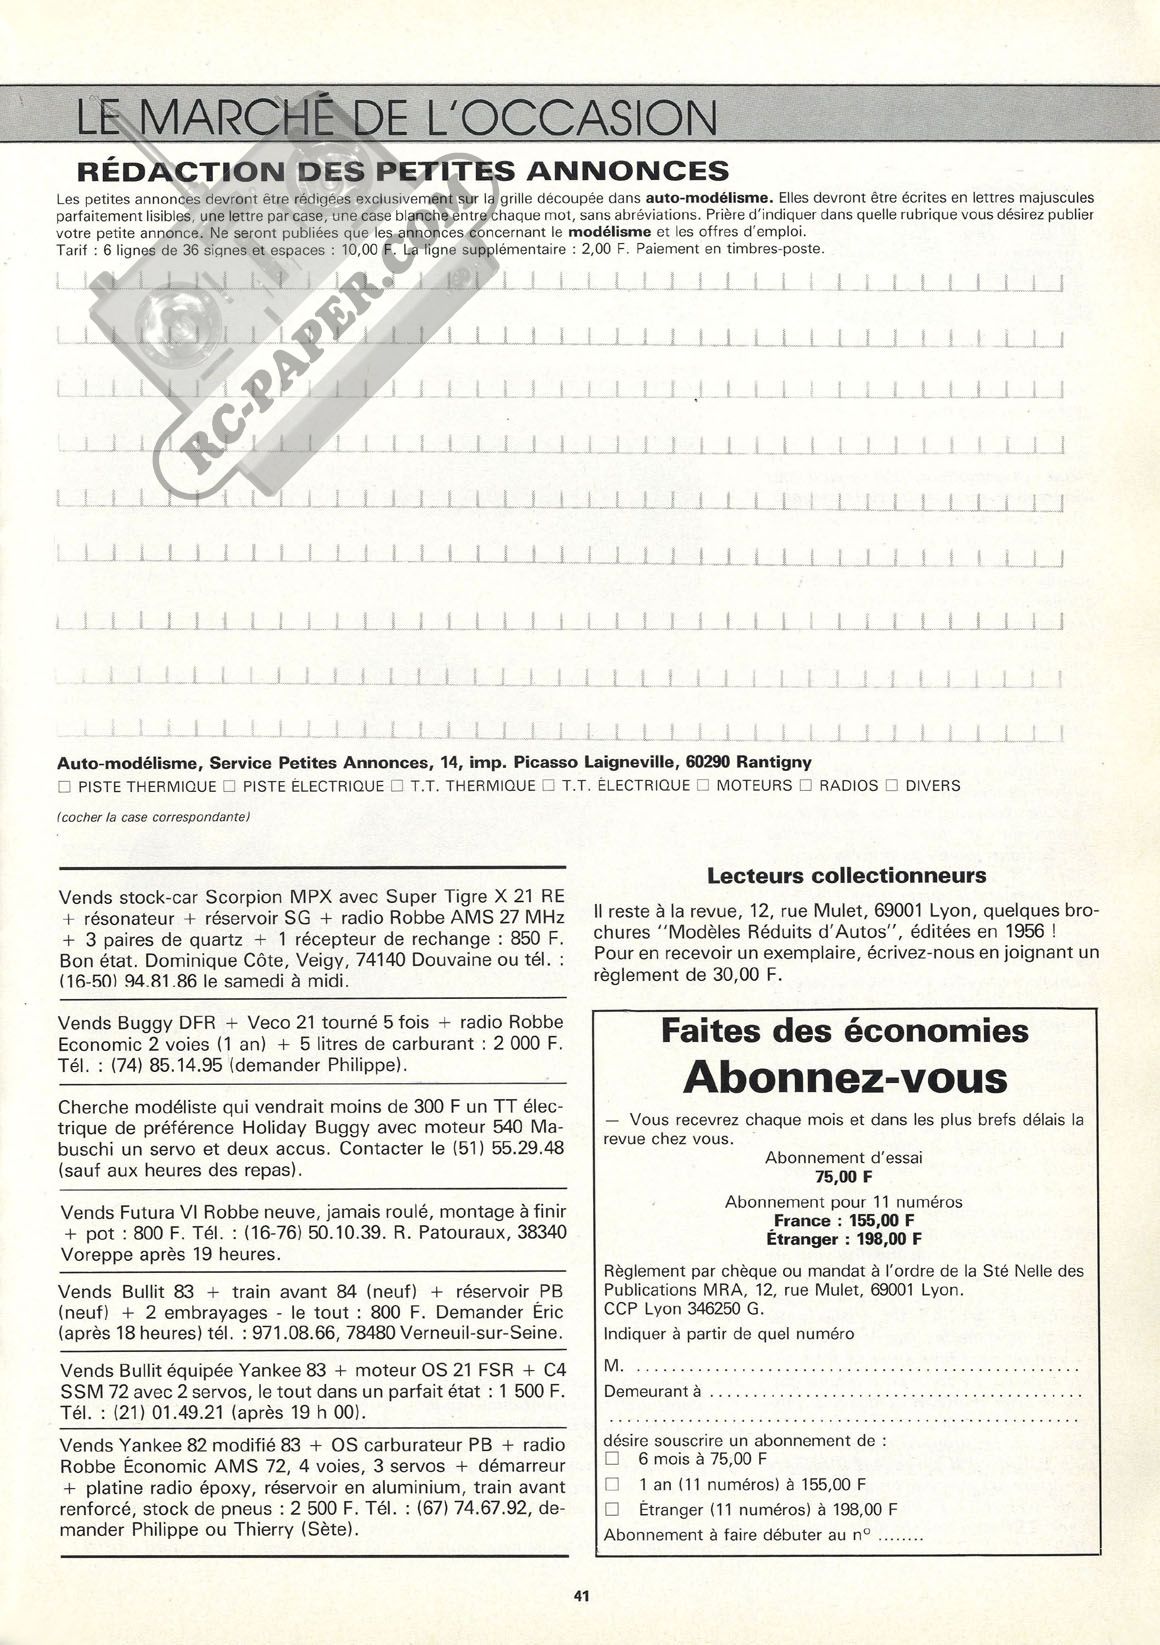 LE MARCHÉ DE L'OCCASION
RÉDACTION DES PETITES ANNONCES
Les petites annonces devront être rédigées exclusivement sur la grille découpée dans auto-modélisme. Elles devront être écrites en lettres majuscules
parfaitement lisibles, une lettre par case, une case blanche entre chaque mot, sans abréviations. Prière d'indiquer dans quelle rubrique vous désirez publier
votre petite annonce. Ne seront publiées que les annonces concernant le modélisme et les offres d'emploi.
Tarif : 6 lignes de 36 signes et espaces : 10,00 F. La ligne supplémentaire : 2,00 F. Paiement en timbres-poste.
RC-PAPER.COM
Auto-modélisme, Service Petites Annonces, 14, imp. Picasso Laigneville, 60290 Rantigny
□ PISTE THERMIQUE □ PISTE ÉLECTRIQUE □ T.T. THERMIQUE □ T.T. ÉLECTRIQUE □ MOTEURS □ RADIOS □ DIVERS
(cocher la case correspondante)
Vends stock-car Scorpion MPX avec Super Tigre X 21 RE
+ résonateur + réservoir SG + radio Robbe AMS 27 MHz
+ 3 paires de quartz + 1 récepteur de rechange : 850 F.
Bon état. Dominique Côte, Veigy, 74140 Douvaine ou tél. :
(16-50) 94.81.86 le samedi à midi.
Vends Buggy DFR + Veco 21 tourné 5 fois + radio Robbe
Economic 2 voies (1 an) + 5 litres de carburant : 2 000 F.
Tél. : (74) 85.14.95 (demander Philippe).
Cherche modéliste qui vendrait moins de 300 F un TT élec-
trique de préférence Holiday Buggy avec moteur 540 Ma-
buschi un servo et deux accus. Contacter le (51) 55.29.48
(sauf aux heures des repas).
Vends Futura VI Robbe neuve, jamais roulé, montage à finir
+ pot : 800 F. Tél. : (16-76) 50.10.39. R. Patouraux, 38340
Voreppe après 19 heures.
Vends Bullit 83 + train avant 84 (neuf) + réservoir PB
(neuf) + 2 embrayages - le tout : 800 F. Demander Éric
(après 18 heures) tél. : 971.08.66, 78480 Verneuil-sur-Seine.
Vends Bullit équipée Yankee 83 + moteur OS 21 FSR + C4
SSM 72 avec 2 servos, le tout dans un parfait état : 1 500 F.
Tél. : (21) 01.49.21 (après 19 h 00).
Vends Yankee 82 modifié 83 + OS carburateur PB + radio
Robbe Économic AMS 72, 4 voies, 3 servos + démarreur
+ platine radio époxy, réservoir en aluminium, train avant
renforcé, stock de pneus : 2 500 F. Tél. : (67) 74.67.92, de-
mander Philippe ou Thierry (Sète).
Lecteurs collectionneurs
Il reste à la revue, 12, rue Mulet, 69001 Lyon, quelques bro-
chures "Modèles Réduits d'Autos", éditées en 1956 !
Pour en recevoir un exemplaire, écrivez-nous en joignant un
règlement de 30,00 F.
Faites des économies
Abonnez-vous
— Vous recevrez chaque mois et dans les plus brefs délais la
revue chez vous.
Abonnement d'essai
75,00 F
Abonnement pour 11 numéros
France : 155,00 F
Étranger : 198,00 F
Règlement par chèque ou mandat à l'ordre de la Sté Nelle des
Publications MRA, 12, rue Mulet, 69001 Lyon.
CCP Lyon 346250 G.
Indiquer à partir de quel numéro
M. ....................................................
Demeurant à ...........................................
.......................................................
désire souscrire un abonnement de :
□ 6 mois à 75,00 F
□ 1 an (11 numéros) à 155,00 F
□ Étranger (11 numéros) à 198,00 F
Abonnement à faire débuter au nº ........
41